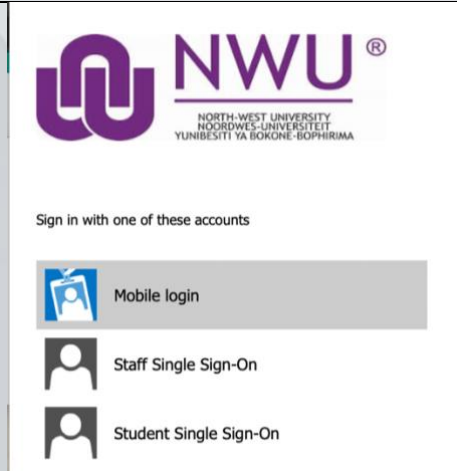 NWU®
NORTH-WEST UNIVERSITY
NOORDWES-UNIVERSITEIT
YUNIBESITI YA BOKONE-BOPHIRIMA
Sign in with one of these accounts
Mobile login
Staff Single Sign-On
Student Single Sign-On